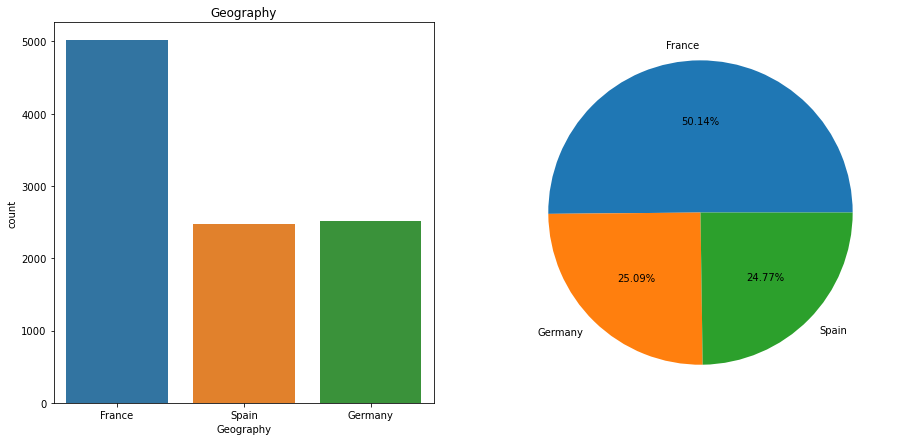 Geography
5000
4000
3000
2000
1000
0
count
France
Spain
Germany
Geography
France
50.14%
25.09%
24.77%
Germany
Spain